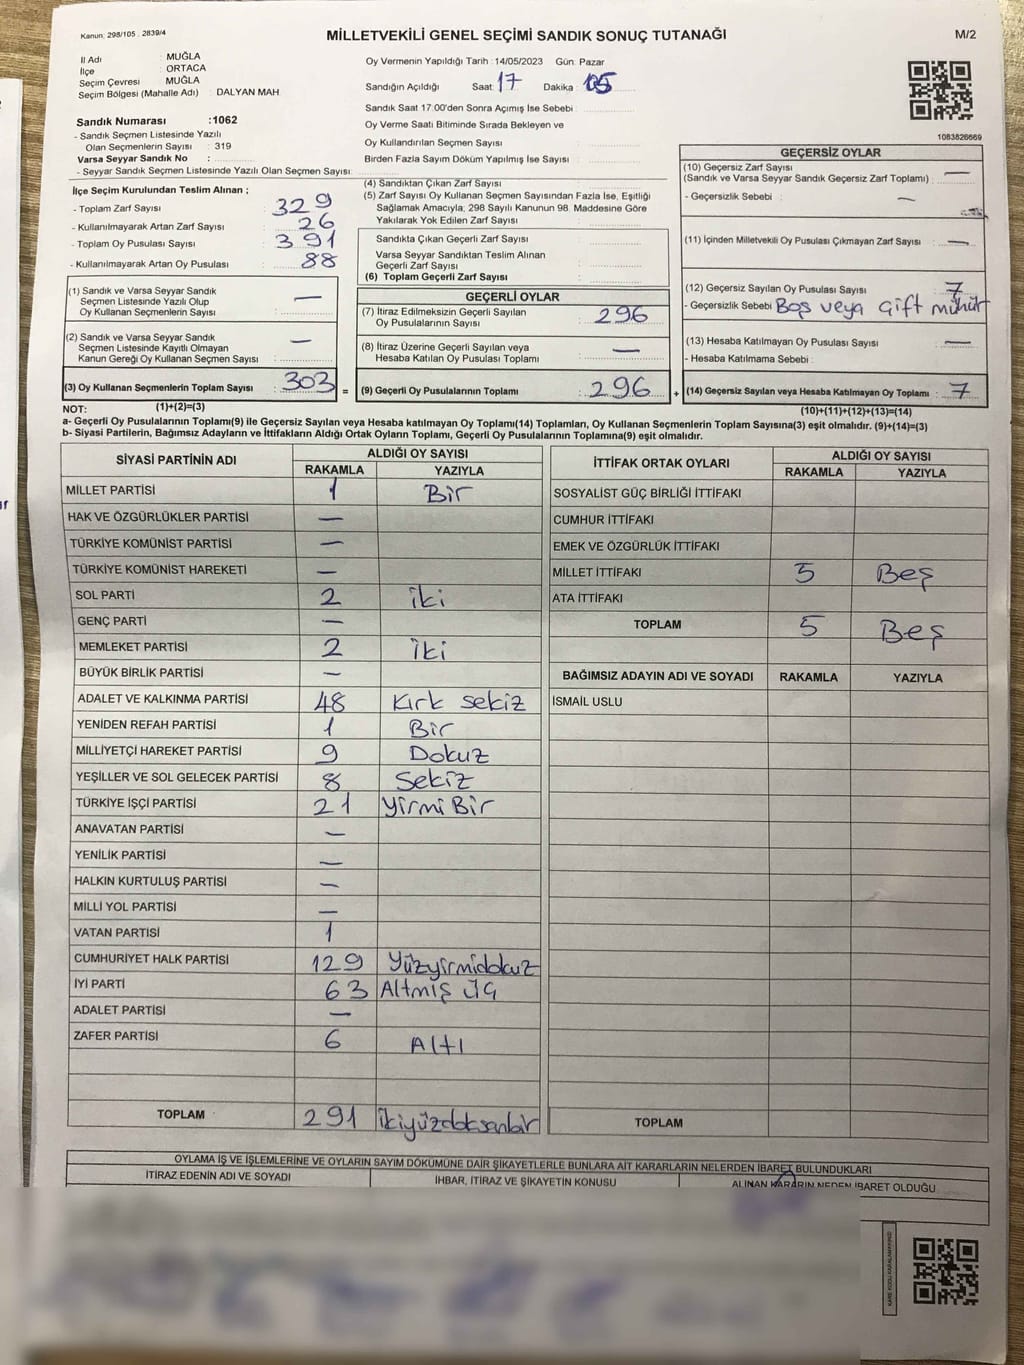 Kanun: 298/105 . 2839/4
MİLLETVEKİLİ GENEL SEÇİMİ SANDIK SONUÇ TUTANAĞI
M/2
İl Adı : MUĞLA
İlçe : ORTACA
Seçim Çevresi : MUĞLA
Seçim Bölgesi (Mahalle Adı) : DALYAN MAH
Oy Vermenin Yapıldığı Tarih : 14/05/2023 Gün: Pazar
Sandığın Açıldığı Saat: 17 Dakika : 05
Sandık Saat 17:00'den Sonra Açımış İse Sebebi :
Oy Verme Saati Bitiminde Sırada Bekleyen ve
Oy Kullandırılan Seçmen Sayısı :
Birden Fazla Sayım Döküm Yapılmış İse Sayısı :
1083826669
Sandık Numarası : 1062
- Sandık Seçmen Listesinde Yazılı
Olan Seçmenlerin Sayısı : 319
Varsa Seyyar Sandık No :
- Seyyar Sandık Seçmen Listesinde Yazılı Olan Seçmen Sayısı:
İlçe Seçim Kurulundan Teslim Alınan ;
- Toplam Zarf Sayısı : 329
- Kullanılmayarak Artan Zarf Sayısı : 26
- Toplam Oy Pusulası Sayısı : 391
- Kullanılmayarak Artan Oy Pusulası : 88
(1) Sandık ve Varsa Seyyar Sandık
Seçmen Listesinde Yazılı Olup
Oy Kullanan Seçmenlerin Sayısı : —
(2) Sandık ve Varsa Seyyar Sandık
Seçmen Listesinde Kayıtlı Olmayan
Kanun Gereği Oy Kullanan Seçmen Sayısı : —
(3) Oy Kullanan Seçmenlerin Toplam Sayısı : 303 =
(4) Sandıktan Çıkan Zarf Sayısı :
(5) Zarf Sayısı Oy Kullanan Seçmen Sayısından Fazla İse, Eşitliği
Sağlamak Amacıyla, 298 Sayılı Kanunun 98. Maddesine Göre
Yakılarak Yok Edilen Zarf Sayısı :
Sandıkta Çıkan Geçerli Zarf Sayısı :
Varsa Seyyar Sandıktan Teslim Alınan
Geçerli Zarf Sayısı :
(6) Toplam Geçerli Zarf Sayısı :
GEÇERLİ OYLAR
(7) İtiraz Edilmeksizin Geçerli Sayılan
Oy Pusulalarının Sayısı : 296
(8) İtiraz Üzerine Geçerli Sayılan veya
Hesaba Katılan Oy Pusulası Toplamı : —
(9) Geçerli Oy Pusulalarının Toplamı : 296 +
GEÇERSİZ OYLAR
(10) Geçersiz Zarf Sayısı
(Sandık ve Varsa Seyyar Sandık Geçersiz Zarf Toplamı) : —
- Geçersizlik Sebebi : —
(11) İçinden Milletvekili Oy Pusulası Çıkmayan Zarf Sayısı : —
(12) Geçersiz Sayılan Oy Pusulası Sayısı : 7
- Geçersizlik Sebebi : Boş veya Çift mühür
(13) Hesaba Katılmayan Oy Pusulası Sayısı : —
- Hesaba Katılmama Sebebi :
(14) Geçersiz Sayılan veya Hesaba Katılmayan Oy Toplamı : 7
NOT: (1)+(2)=(3)
(10)+(11)+(12)+(13)=(14)
a- Geçerli Oy Pusulalarının Toplamı(9) ile Geçersiz Sayılan veya Hesaba katılmayan Oy Toplamı(14) Toplamları, Oy Kullanan Seçmenlerin Toplam Sayısına(3) eşit olmalıdır. (9)+(14)=(3)
b- Siyasi Partilerin, Bağımsız Adayların ve İttifakların Aldığı Ortak Oyların Toplamı, Geçerli Oy Pusulalarının Toplamına(9) eşit olmalıdır.
SİYASİ PARTİNİN ADI
ALDIĞI OY SAYISI
RAKAMLA YAZIYLA
MİLLET PARTİSİ 1 Bir
HAK VE ÖZGÜRLÜKLER PARTİSİ —
TÜRKİYE KOMÜNİST PARTİSİ —
TÜRKİYE KOMÜNİST HAREKETİ —
SOL PARTİ 2 iki
GENÇ PARTİ —
MEMLEKET PARTİSİ 2 İki
BÜYÜK BİRLİK PARTİSİ —
ADALET VE KALKINMA PARTİSİ 48 Kırk sekiz
YENİDEN REFAH PARTİSİ 1 Bir
MİLLİYETÇİ HAREKET PARTİSİ 9 Dokuz
YEŞİLLER VE SOL GELECEK PARTİSİ 8 Sekiz
TÜRKİYE İŞÇİ PARTİSİ 21 Yirmi Bir
ANAVATAN PARTİSİ —
YENİLİK PARTİSİ —
HALKIN KURTULUŞ PARTİSİ —
MİLLİ YOL PARTİSİ —
VATAN PARTİSİ 1
CUMHURİYET HALK PARTİSİ 129 Yüzyirmidokuz
İYİ PARTİ 63 Altmış üç
ADALET PARTİSİ —
ZAFER PARTİSİ 6 Altı
TOPLAM 291 ikiyüzdoksanbir
İTTİFAK ORTAK OYLARI
ALDIĞI OY SAYISI
RAKAMLA YAZIYLA
SOSYALİST GÜÇ BİRLİĞİ İTTİFAKI
CUMHUR İTTİFAKI
EMEK VE ÖZGÜRLÜK İTTİFAKI
MİLLET İTTİFAKI 5 Beş
ATA İTTİFAKI
TOPLAM 5 Beş
BAĞIMSIZ ADAYIN ADI VE SOYADI RAKAMLA YAZIYLA
İSMAİL USLU
TOPLAM
OYLAMA İŞ VE İŞLEMLERİNE VE OYLARIN SAYIM DÖKÜMÜNE DAİR ŞİKAYETLERLE BUNLARA AİT KARARLARIN NELERDEN İBARET BULUNDUKLARI
İTİRAZ EDENİN ADI VE SOYADI
İHBAR, İTİRAZ VE ŞİKAYETİN KONUSU
ALINAN KARARIN NEDEN İBARET OLDUĞU